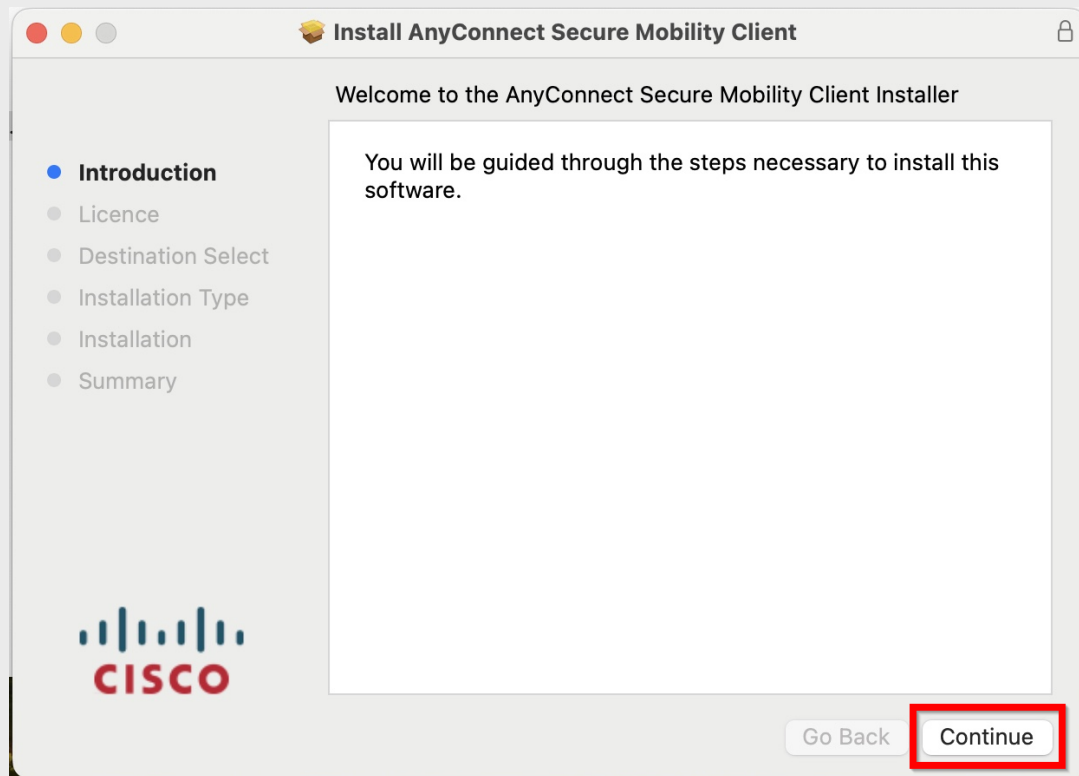 Install AnyConnect Secure Mobility Client
Welcome to the AnyConnect Secure Mobility Client Installer
Introduction
Licence
Destination Select
Installation Type
Installation
Summary
You will be guided through the steps necessary to install this
software.
CISCO
Go Back
Continue